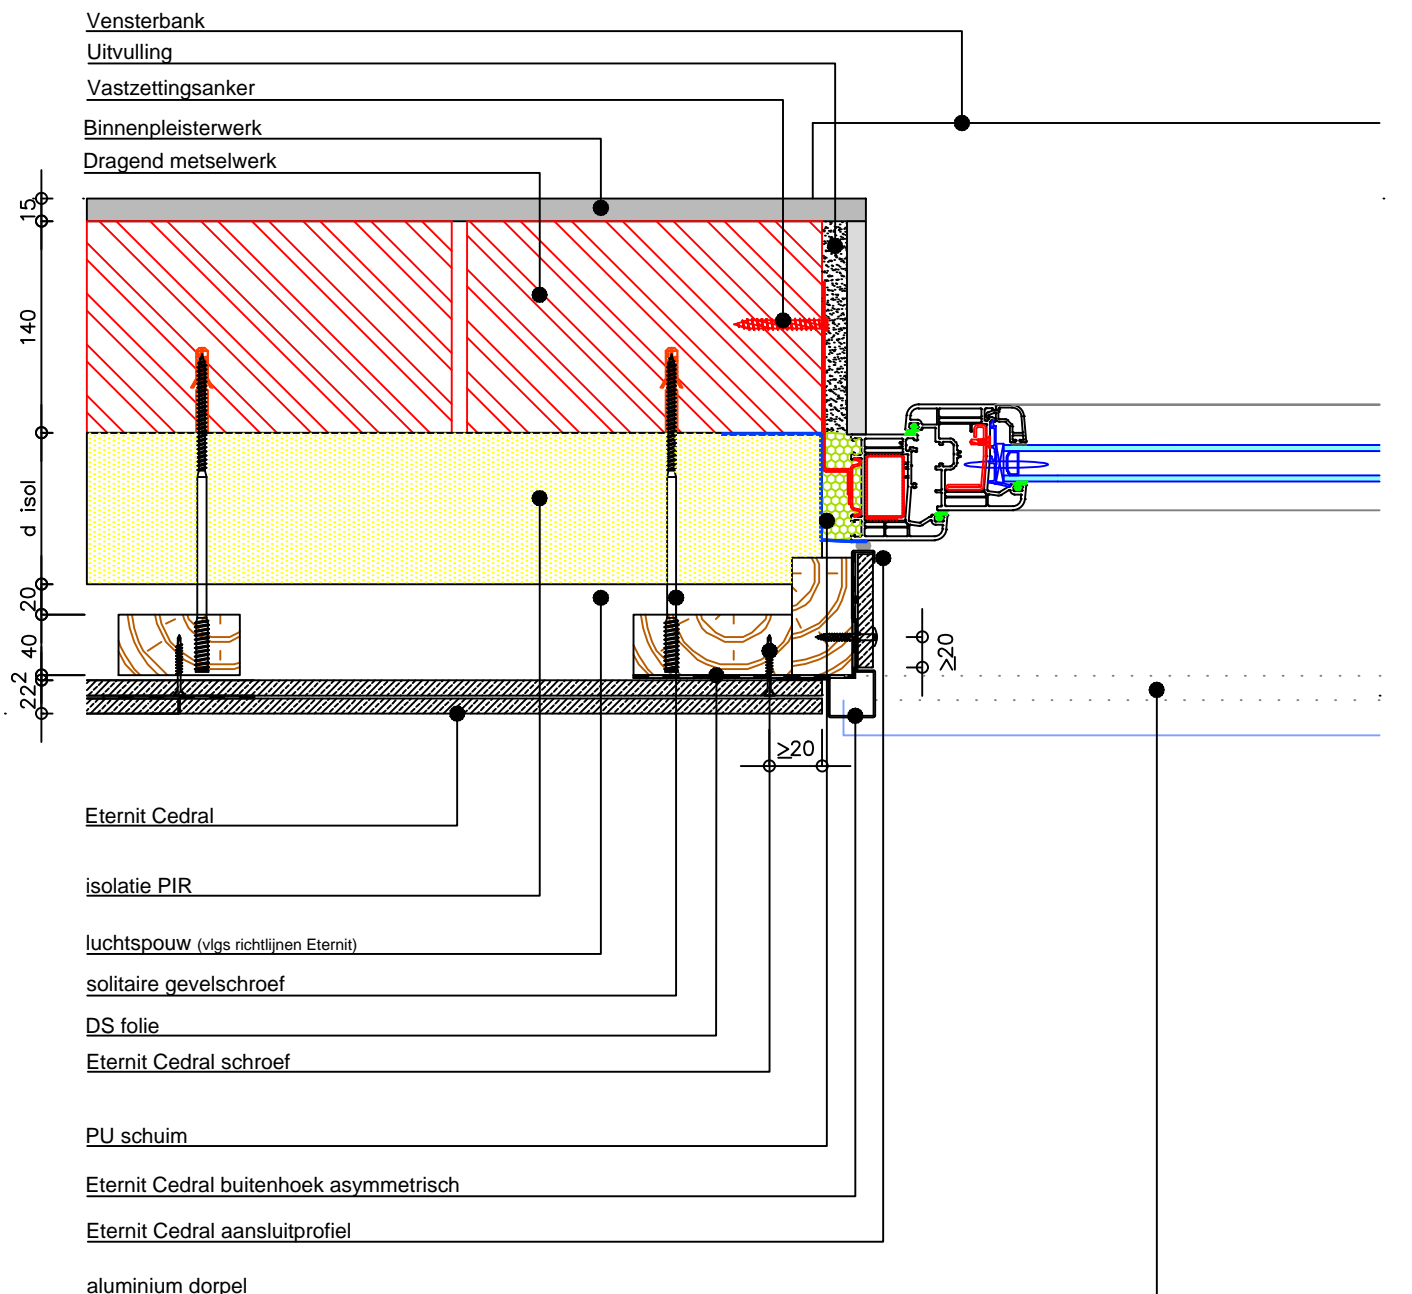 Vensterbank
Uitvulling
Vastzettingsanker
Binnenpleisterwerk
Dragend metselwerk
15
140
d isol
20
40
2
22
≥20
≥20
Eternit Cedral
isolatie PIR
luchtspouw (vlgs richtlijnen Eternit)
solitaire gevelschroef
DS folie
Eternit Cedral schroef
PU schuim
Eternit Cedral buitenhoek asymmetrisch
Eternit Cedral aansluitprofiel
aluminium dorpel